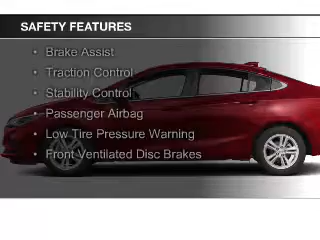 SAFETY FEATURES
• Brake Assist
• Traction Control
• Stability Control
• Passenger Airbag
• Low Tire Pressure Warning
• Front Ventilated Disc Brakes